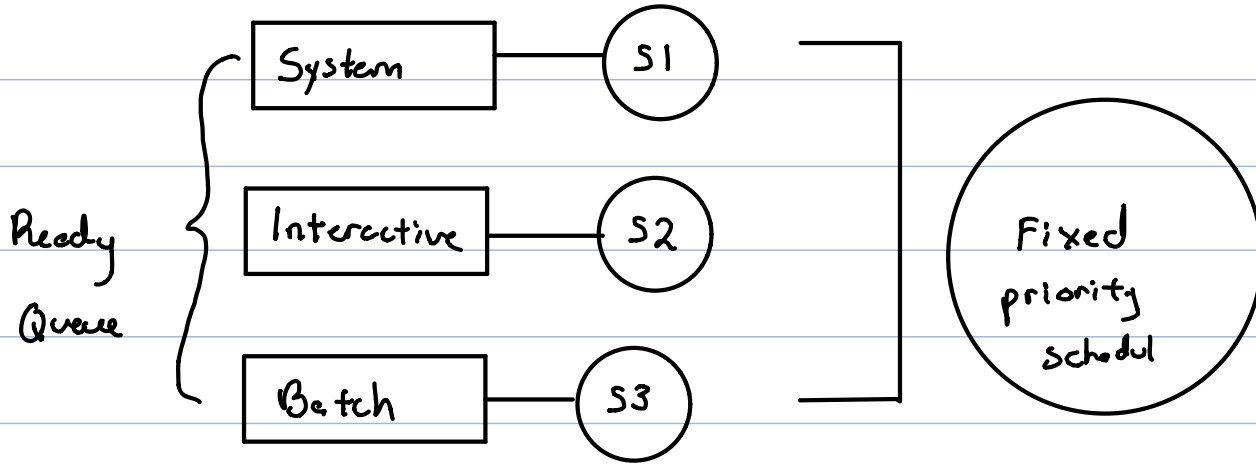 System
S1
Ready
Queue
Interactive
S2
Batch
S3
Fixed
priority
schedul